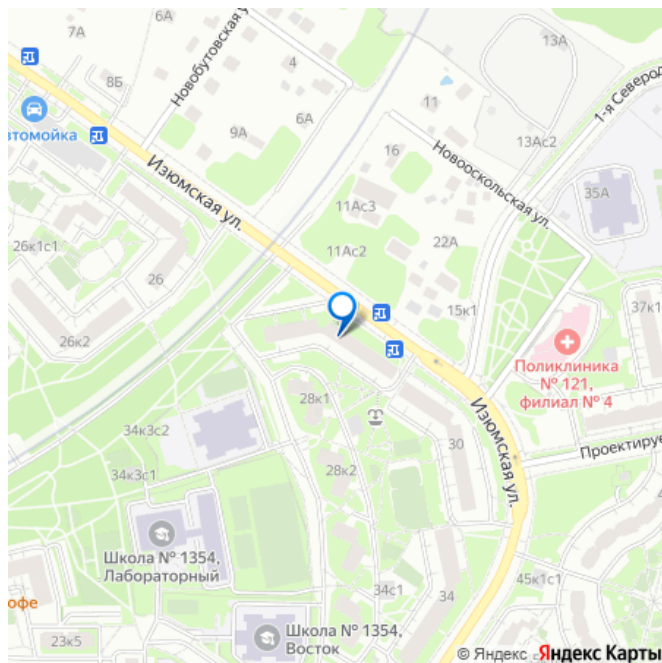 6А
7А
13А
Новобутовская у
4
8Б
11
1-я Северод
6А
9А
13Ас2
втомойка
16
Новооскольская ул.
Изюмская ул.
35А
11Ас3
22А
26к1с1
11Ас2
26
15к1
37к1
26к2
Поликлиника
№ 121,
филиал № 4
28к1
Изюмская ул.
34к3с2
30
Проектируе
28к2
34к3с1
Школа № 1354,
Лабораторный
34с1
45к1с1
34
офе
Школа № 1354,
Восток
23к5
© Яндекс
Яндекс Карты